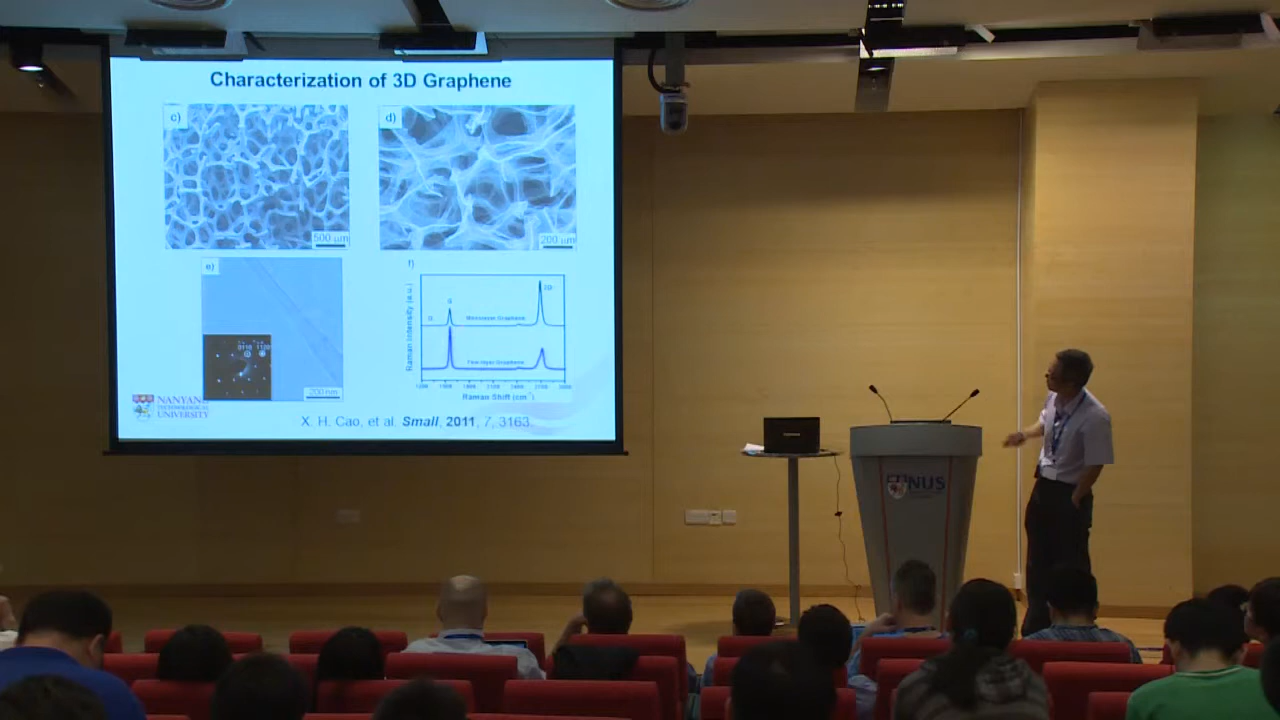 Characterization of 3D Graphene
c)
d)
500 μm
200 μm
e)
f)
200 nm
Raman Intensity (a.u.)
G
2D
D
Monolayer Graphene
Few-layer Graphene
Raman Shift (cm⁻¹)
NANYANG
TECHNOLOGICAL
UNIVERSITY
X. H. Cao, et al. Small, 2011, 7, 3163.
NUS